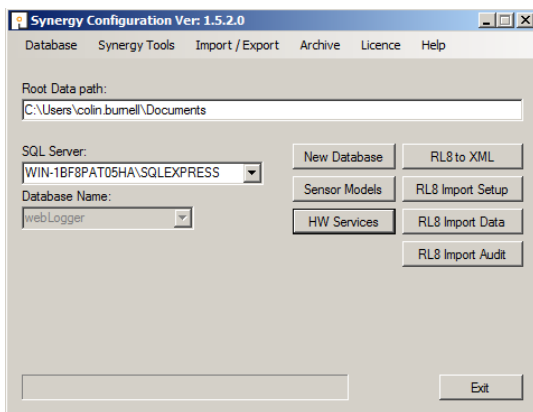 Synergy Configuration Ver: 1.5.2.0
Database Synergy Tools Import / Export Archive Licence Help
Root Data path:
C:\Users\colin.burnell\Documents
SQL Server:
WIN-1BF8PAT05HA\SQLEXPRESS
Database Name:
webLogger
New Database
RL8 to XML
Sensor Models
RL8 Import Setup
HW Services
RL8 Import Data
RL8 Import Audit
Exit